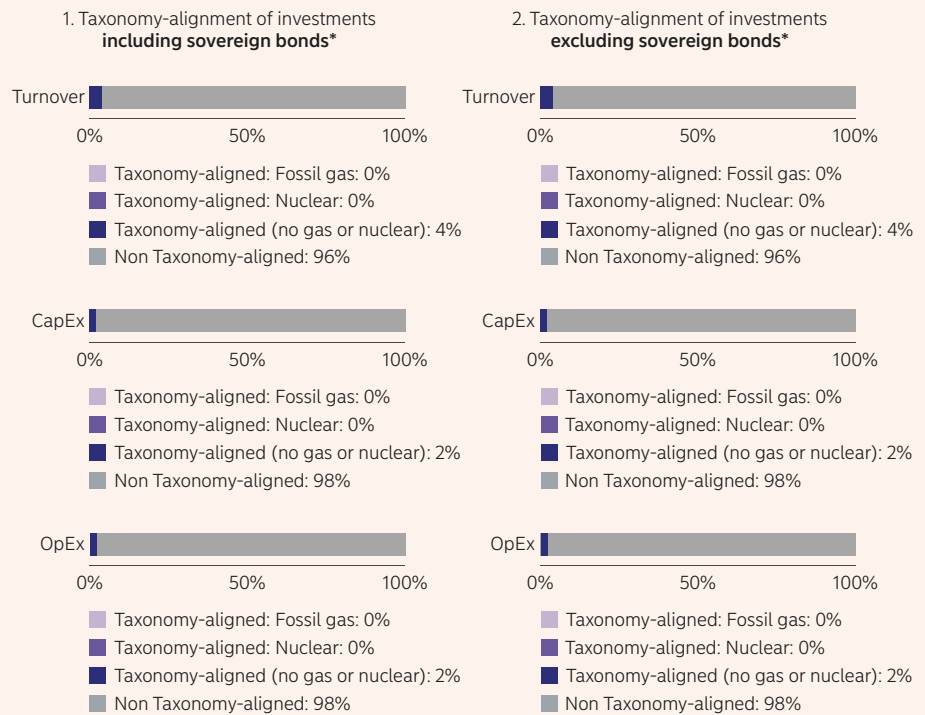 1. Taxonomy-alignment of investments
including sovereign bonds*
Turnover
0% 50% 100%
Taxonomy-aligned: Fossil gas: 0%
Taxonomy-aligned: Nuclear: 0%
Taxonomy-aligned (no gas or nuclear): 4%
Non Taxonomy-aligned: 96%
CapEx
0% 50% 100%
Taxonomy-aligned: Fossil gas: 0%
Taxonomy-aligned: Nuclear: 0%
Taxonomy-aligned (no gas or nuclear): 2%
Non Taxonomy-aligned: 98%
OpEx
0% 50% 100%
Taxonomy-aligned: Fossil gas: 0%
Taxonomy-aligned: Nuclear: 0%
Taxonomy-aligned (no gas or nuclear): 2%
Non Taxonomy-aligned: 98%
2. Taxonomy-alignment of investments
excluding sovereign bonds*
Turnover
0% 50% 100%
Taxonomy-aligned: Fossil gas: 0%
Taxonomy-aligned: Nuclear: 0%
Taxonomy-aligned (no gas or nuclear): 4%
Non Taxonomy-aligned: 96%
CapEx
0% 50% 100%
Taxonomy-aligned: Fossil gas: 0%
Taxonomy-aligned: Nuclear: 0%
Taxonomy-aligned (no gas or nuclear): 2%
Non Taxonomy-aligned: 98%
OpEx
0% 50% 100%
Taxonomy-aligned: Fossil gas: 0%
Taxonomy-aligned: Nuclear: 0%
Taxonomy-aligned (no gas or nuclear): 2%
Non Taxonomy-aligned: 98%